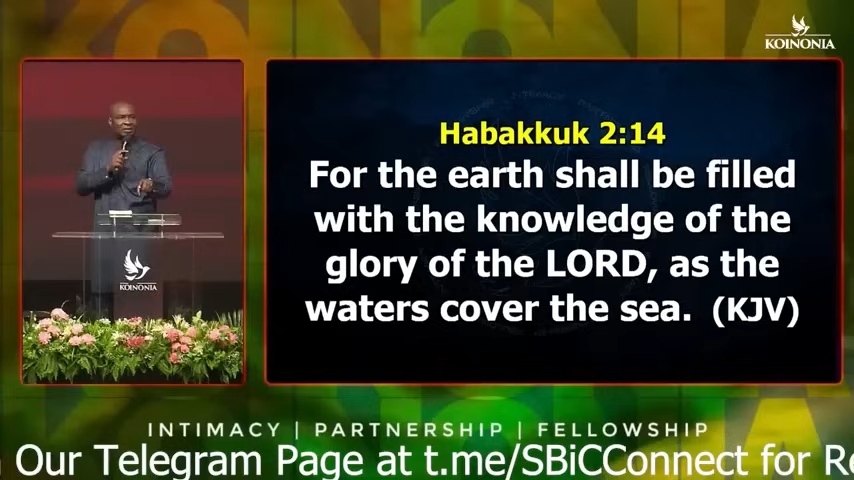 KOINONIA
Habakkuk 2:14
For the earth shall be filled
with the knowledge of the
glory of the LORD, as the
waters cover the sea. (KJV)
KOINONIA
INTIMACY | PARTNERSHIP | FELLOWSHIP
Our Telegram Page at t.me/SBiCConnect for